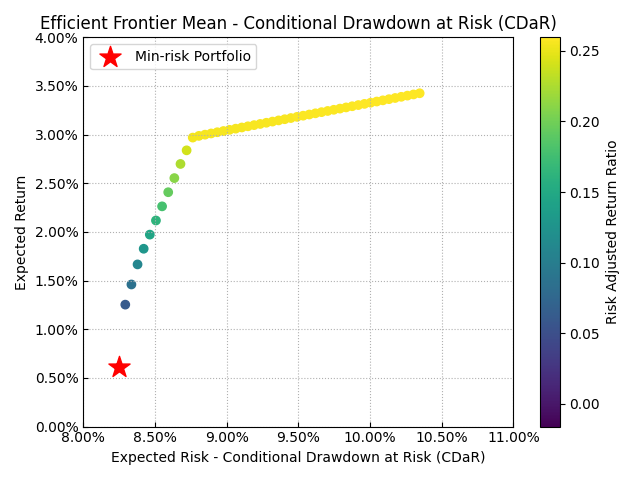 Efficient Frontier Mean - Conditional Drawdown at Risk (CDaR)
Min-risk Portfolio
4.00%
3.50%
3.00%
2.50%
2.00%
1.50%
1.00%
0.50%
0.00%
Expected Return
8.00% 8.50% 9.00% 9.50% 10.00% 10.50% 11.00%
Expected Risk - Conditional Drawdown at Risk (CDaR)
0.25
0.20
0.15
0.10
0.05
0.00
Risk Adjusted Return Ratio